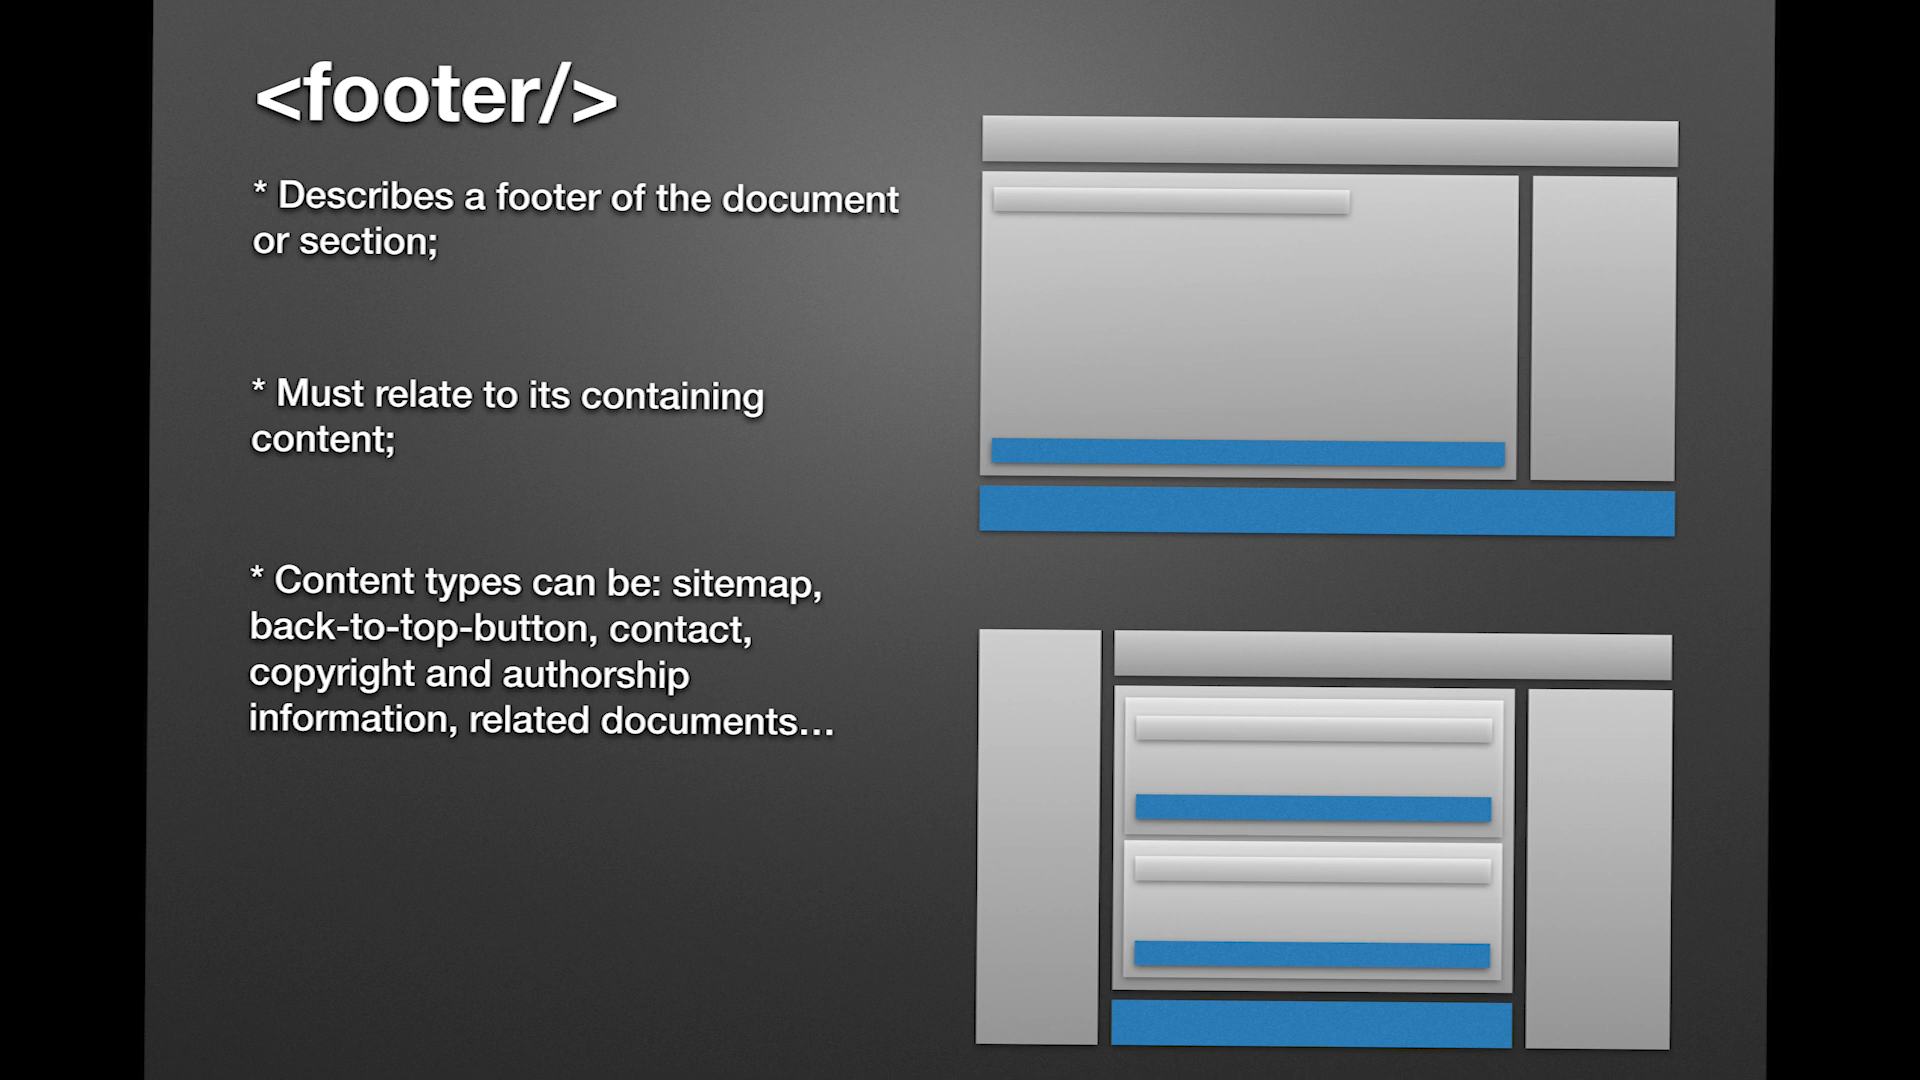 <footer/>
* Describes a footer of the document
or section;
* Must relate to its containing
content;
* Content types can be: sitemap,
back-to-top-button, contact,
copyright and authorship
information, related documents…